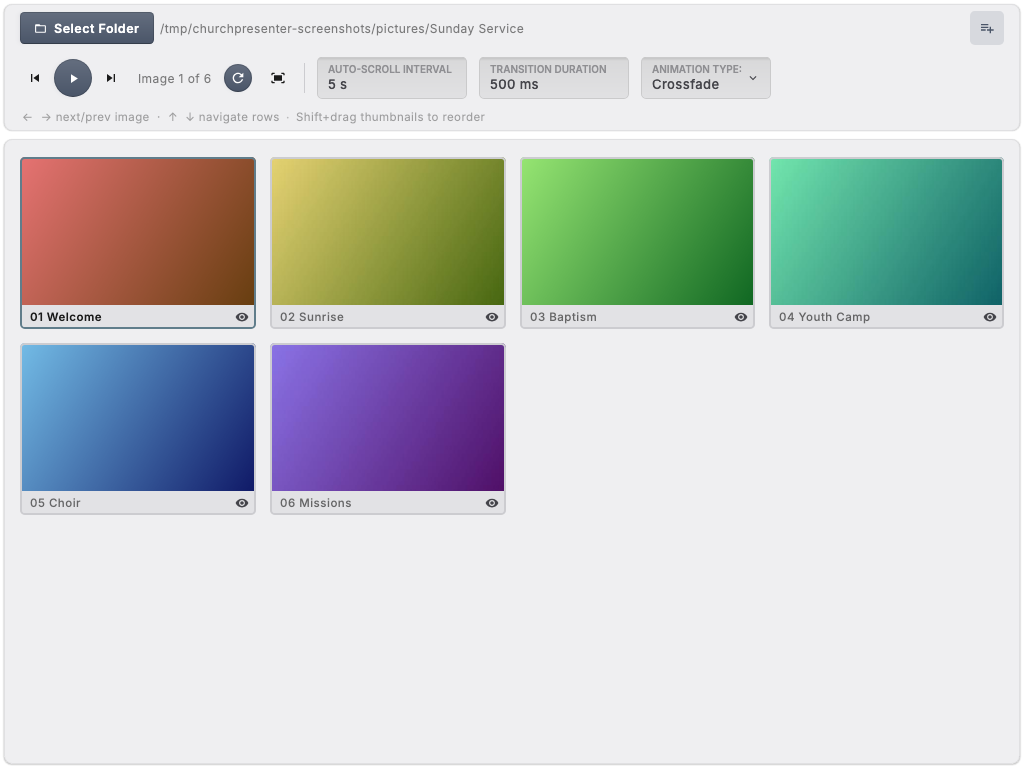 Select Folder /tmp/churchpresenter-screenshots/pictures/Sunday Service
Image 1 of 6
AUTO-SCROLL INTERVAL
5 s
TRANSITION DURATION
500 ms
ANIMATION TYPE:
Crossfade
← → next/prev image · ↑ ↓ navigate rows · Shift+drag thumbnails to reorder
01 Welcome
02 Sunrise
03 Baptism
04 Youth Camp
05 Choir
06 Missions